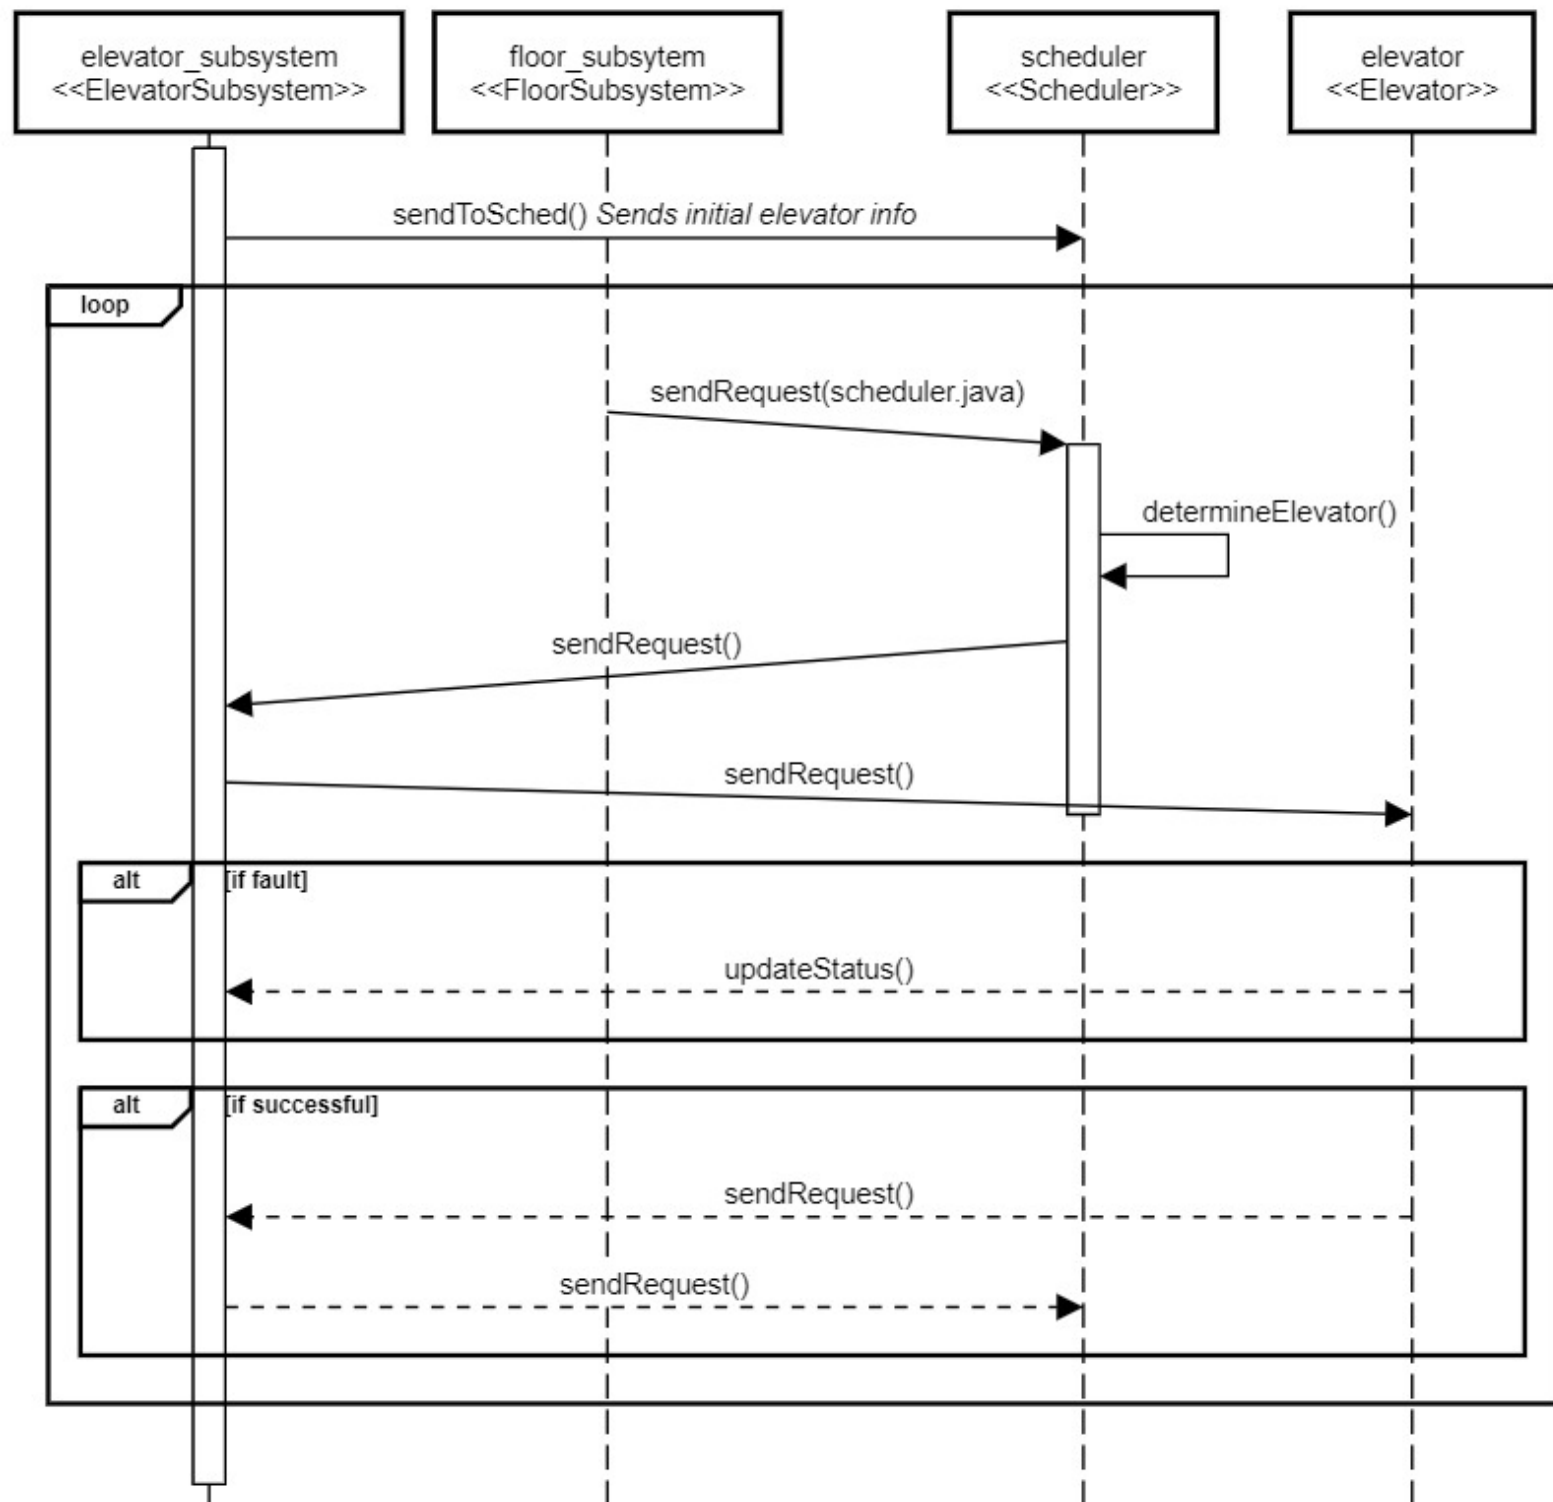 elevator_subsystem
<<ElevatorSubsystem>>
floor_subsytem
<<FloorSubsystem>>
scheduler
<<Scheduler>>
elevator
<<Elevator>>
sendToSched() Sends initial elevator info
loop
sendRequest(scheduler.java)
determineElevator()
sendRequest()
sendRequest()
alt [if fault]
updateStatus()
alt [if successful]
sendRequest()
sendRequest()